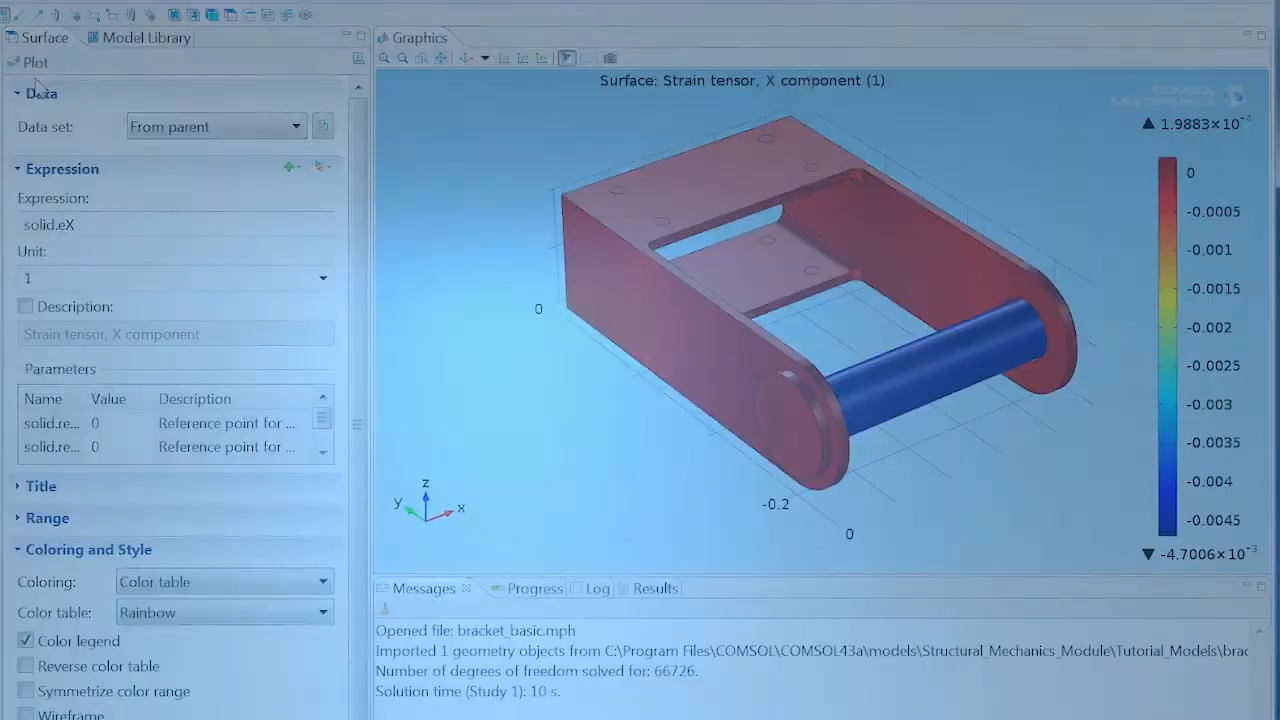 Surface
Model Library
Plot
Data
Data set:
From parent
Expression
Expression:
solid.eX
Unit:
1
Description:
Strain tensor, X component
Parameters
Name Value Description
solid.re... 0 Reference point for ...
solid.re... 0 Reference point for ...
Title
Range
Coloring and Style
Coloring:
Color table
Color table:
Rainbow
Color legend
Reverse color table
Symmetrize color range
Wireframe
Graphics
Surface: Strain tensor, X component (1)
COMSOL
MULTIPHYSICS
▲ 1.9883×10⁻⁴
0
-0.0005
-0.001
-0.0015
-0.002
-0.0025
-0.003
-0.0035
-0.004
-0.0045
▼ -4.7006×10⁻³
0
-0.2
0
z
y
x
Messages
Progress
Log
Results
Opened file: bracket_basic.mph
Imported 1 geometry objects from C:\Program Files\COMSOL\COMSOL43a\models\Structural_Mechanics_Module\Tutorial_Models\brac
Number of degrees of freedom solved for: 66726.
Solution time (Study 1): 10 s.